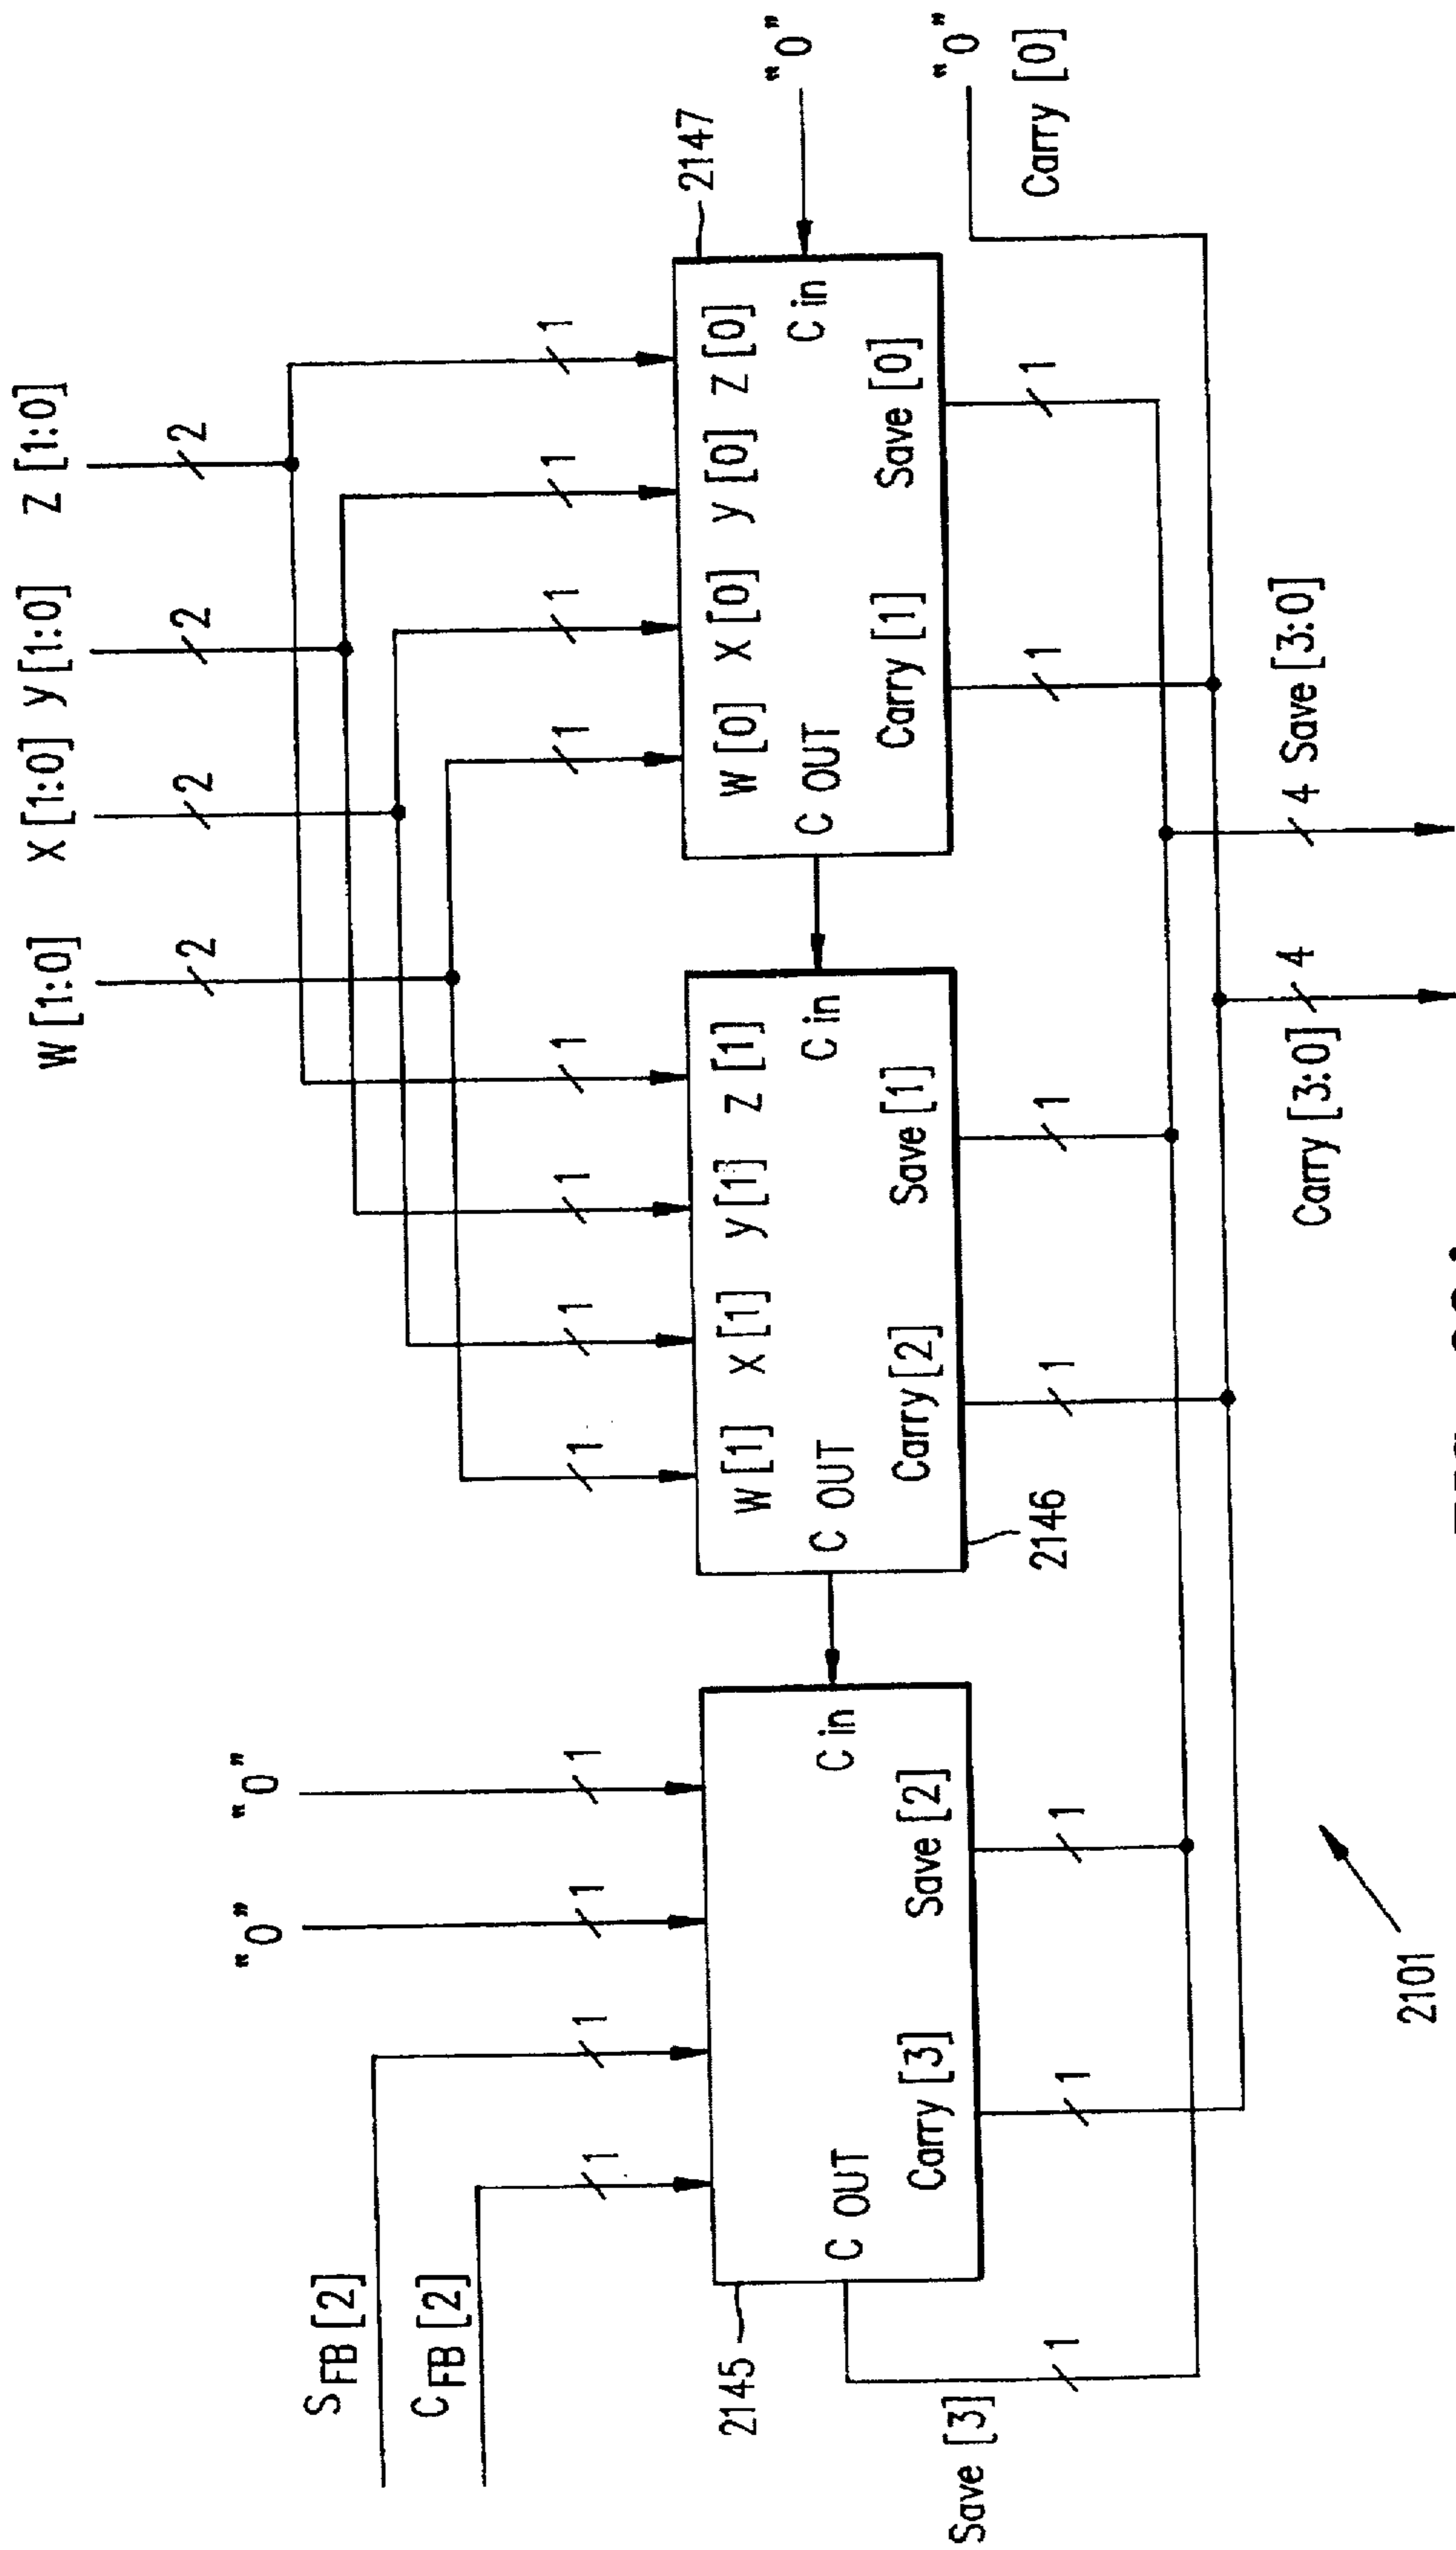 W [1:0] X [1:0] y [1:0] Z [1:0]
2 2 2 2
"0" "0"
S FB [2]
C FB [2]
1 1 1 1
1 1 1 1
1 1 1 1
2145
C OUT
C in
Carry [3] Save [2]
W [1] X [1] y [1] Z [1]
C OUT
C in
Carry [2] Save [1]
2146
W [0] X [0] y [0] Z [0]
C OUT
C in
Carry [1] Save [0]
2147
"0"
"0"
Carry [0]
Save [3]
1 1 1 1 1 1 1
2101
Carry [3:0] 4
4 Save [3:0]